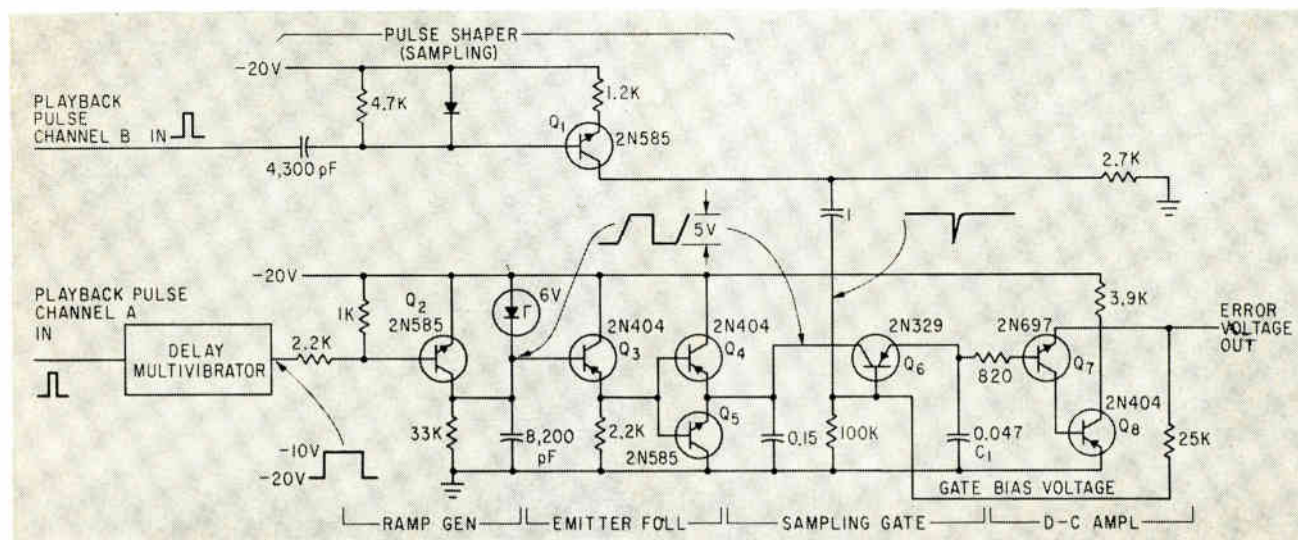 PULSE SHAPER
(SAMPLING)
-20V
4.7K
1.2K
PLAYBACK
PULSE
CHANNEL B IN
Q1
2N585
4,300 pF
2.7K
1
5V
-20V
6V
PLAYBACK PULSE
CHANNEL A
IN
1K
Q2
2N585
2N404
2N404
2N329
2N697
3.9K
ERROR
VOLTAGE
OUT
DELAY
MULTIVIBRATOR
2.2K
Q3
Q4
Q6
820
Q7
2N404
33K
8,200
pF
2.2K
Q5
2N585
0.15
100K
0.047
C1
Q8
25K
-10V
-20V
GATE BIAS VOLTAGE
RAMP GEN
EMITTER FOLL
SAMPLING GATE
D-C AMPL